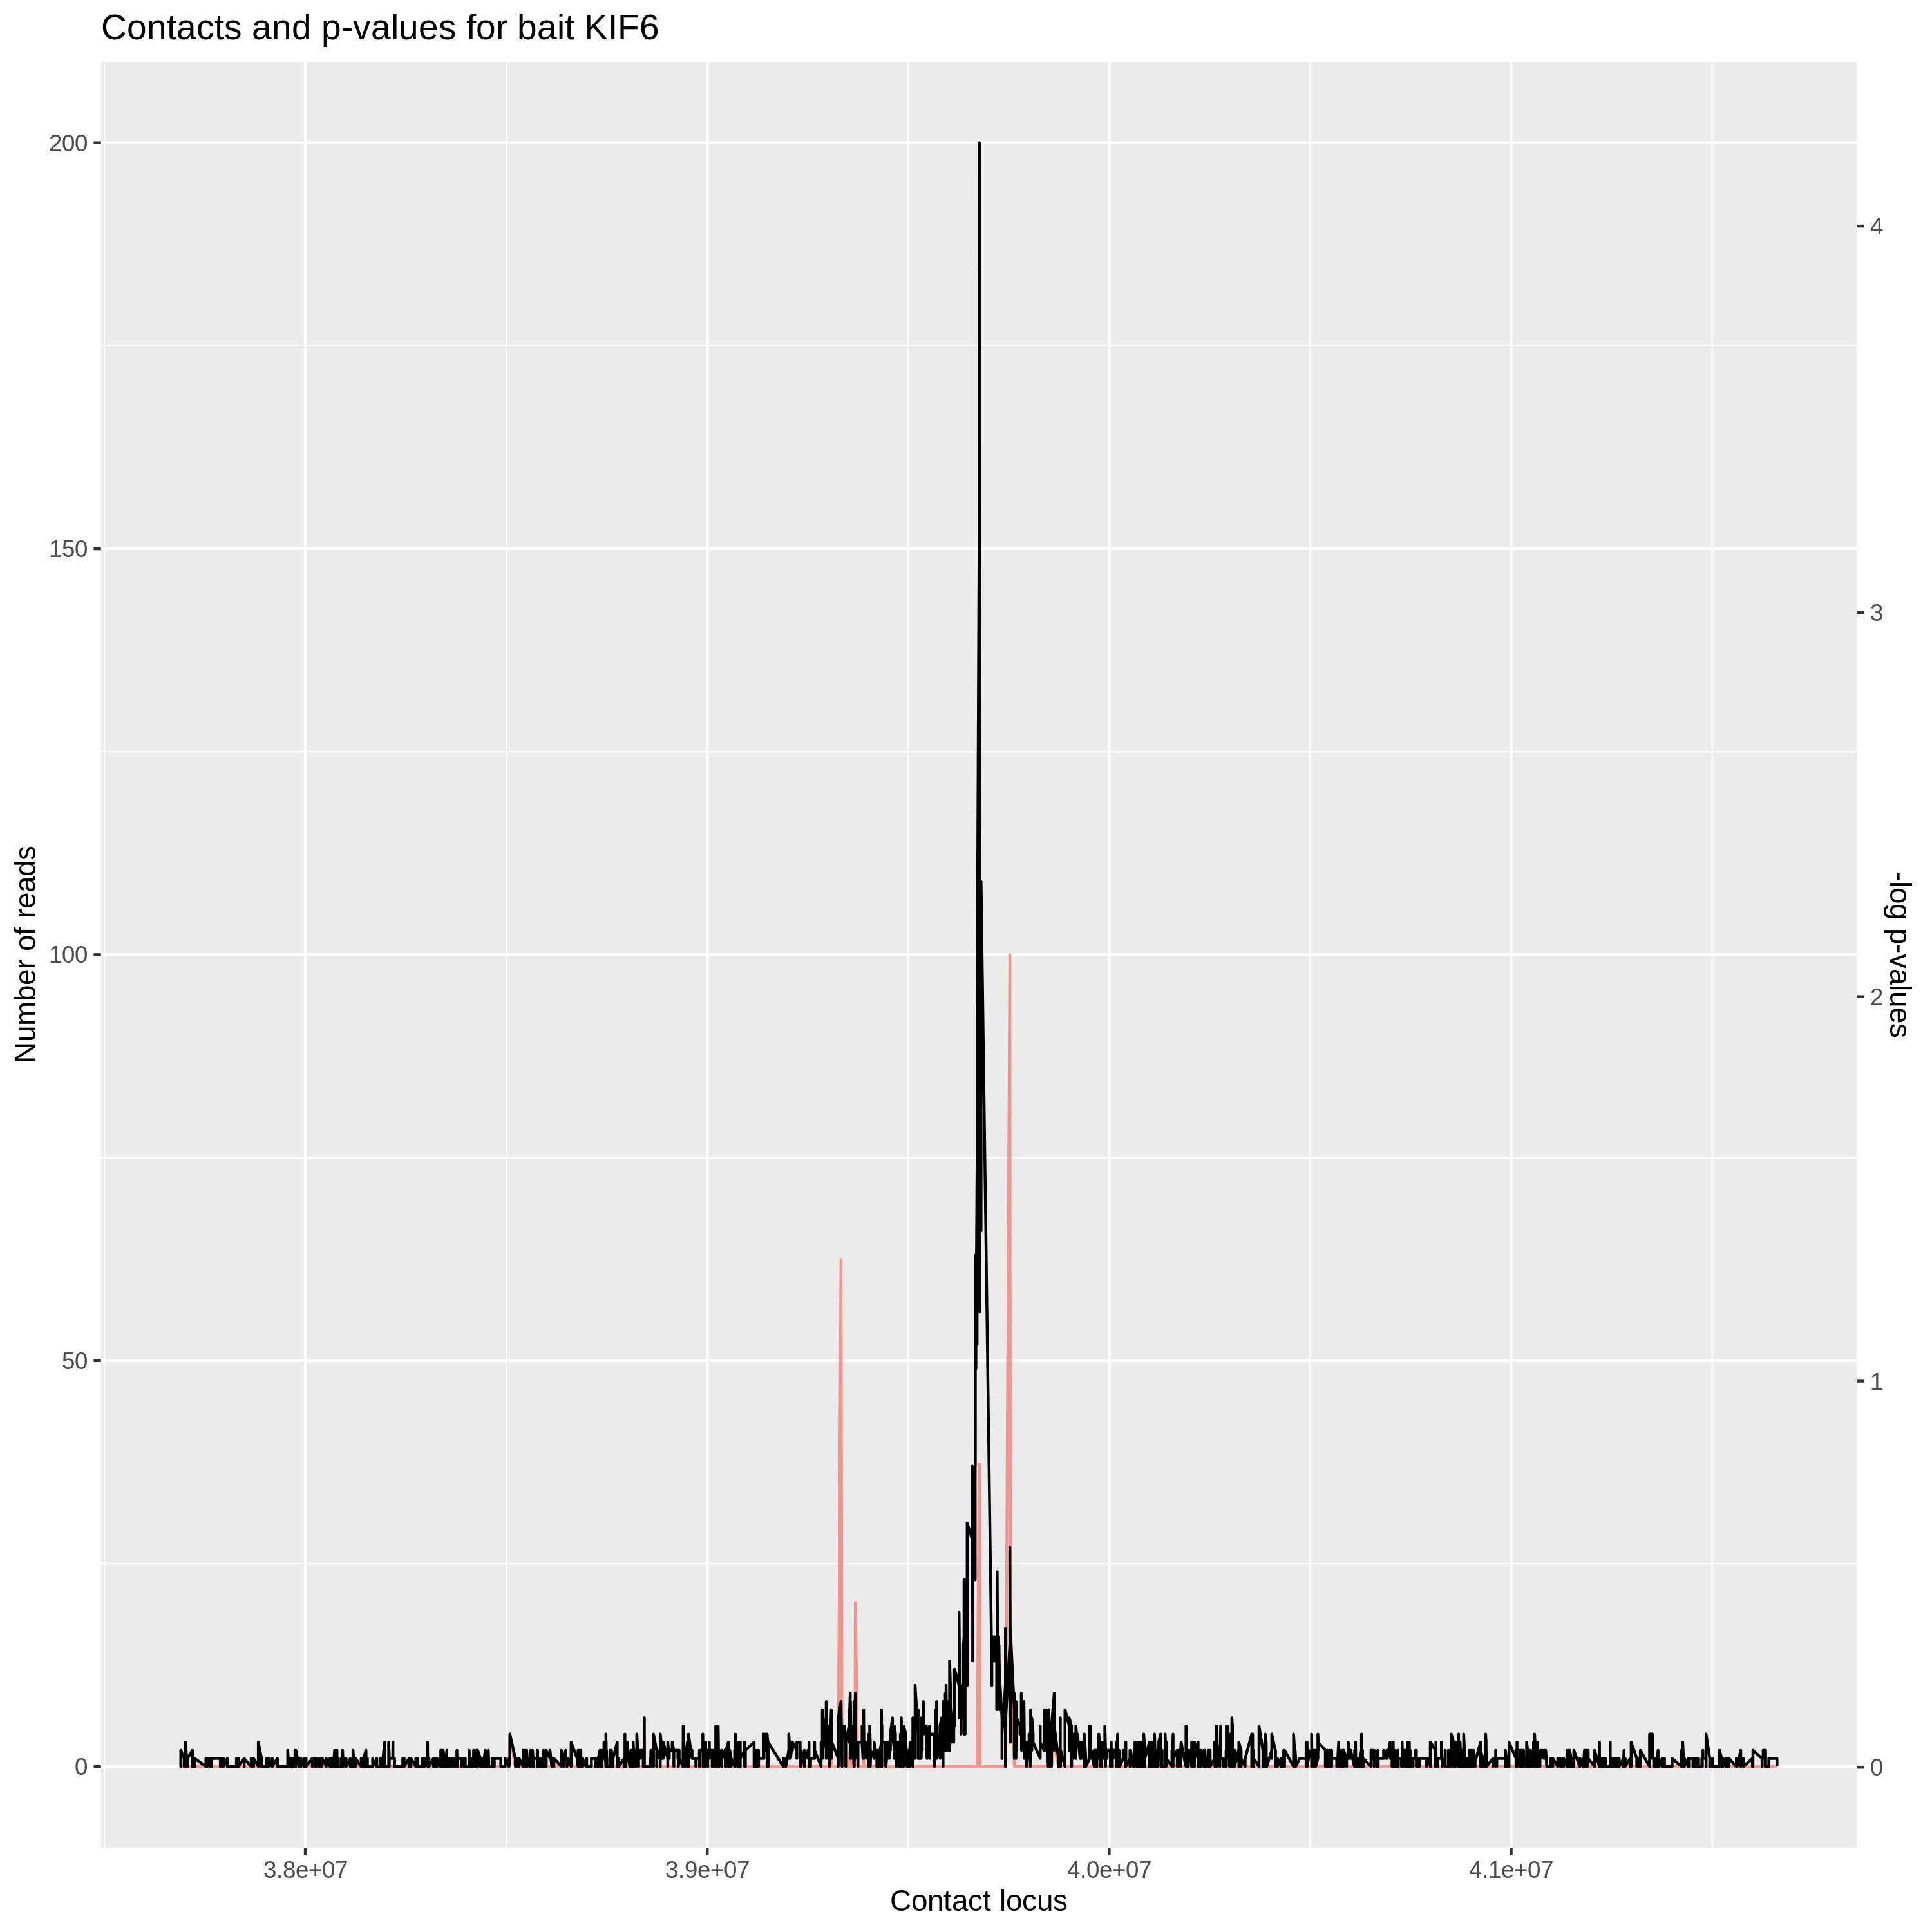 Contacts and p-values for bait KIF6
200
150
100
50
0
Number of reads
4
3
2
1
0
-log p-values
3.8e+07
3.9e+07
4.0e+07
4.1e+07
Contact locus